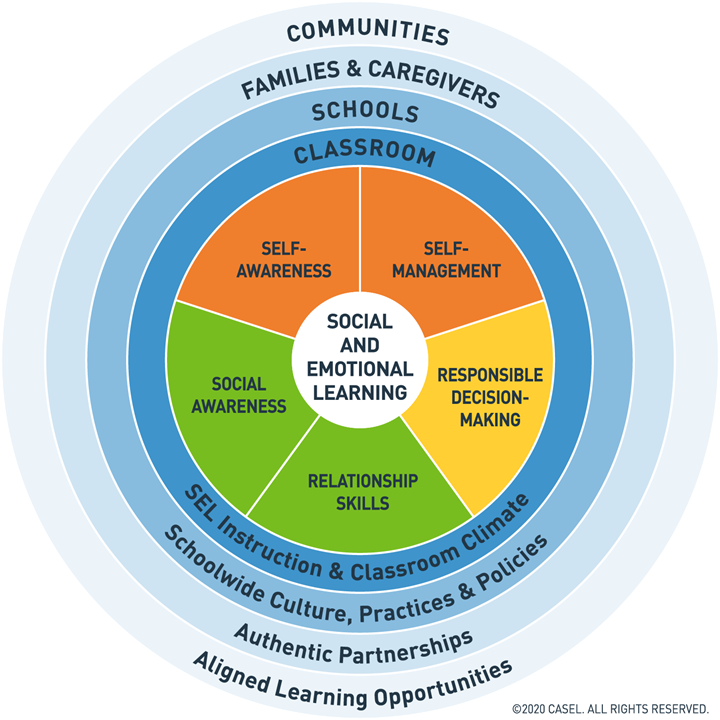 COMMUNITIES
FAMILIES & CAREGIVERS
SCHOOLS
CLASSROOM
SELF-
AWARENESS
SELF-
MANAGEMENT
SOCIAL
AND
EMOTIONAL
LEARNING
SOCIAL
AWARENESS
RESPONSIBLE
DECISION-
MAKING
RELATIONSHIP
SKILLS
SEL Instruction & Classroom Climate
Schoolwide Culture, Practices & Policies
Authentic Partnerships
Aligned Learning Opportunities
©2020 CASEL. ALL RIGHTS RESERVED.